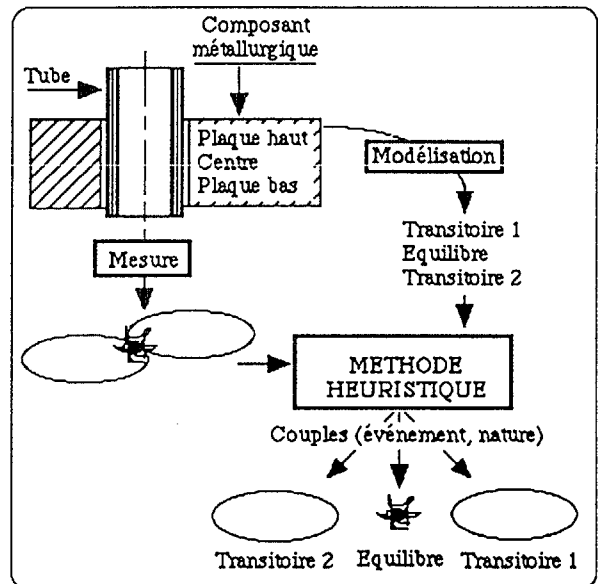 Composant
métallurgique
Tube
Plaque haut
Centre
Plaque bas
Modélisation
Transitoire 1
Equilibre
Transitoire 2
Mesure
METHODE
HEURISTIQUE
Couples (événement, nature)
Transitoire 2 Equilibre Transitoire 1